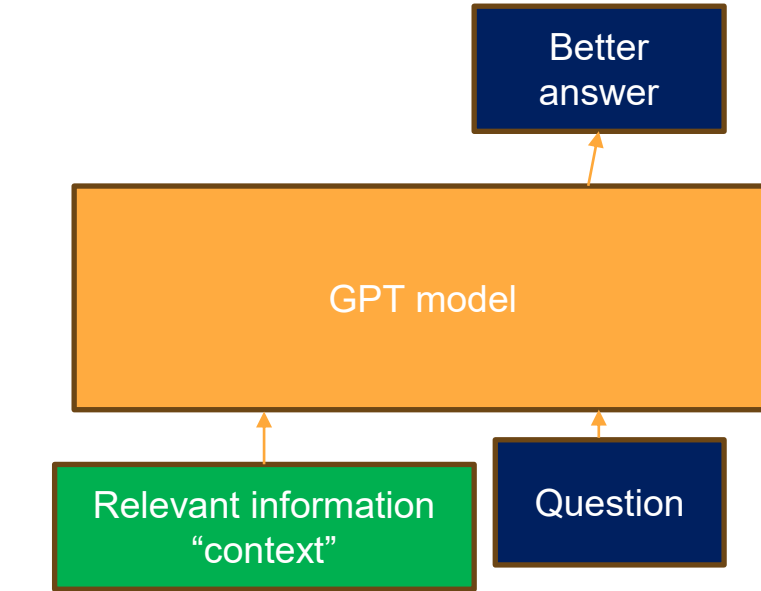 Better
answer
GPT model
Relevant information
“context”
Question